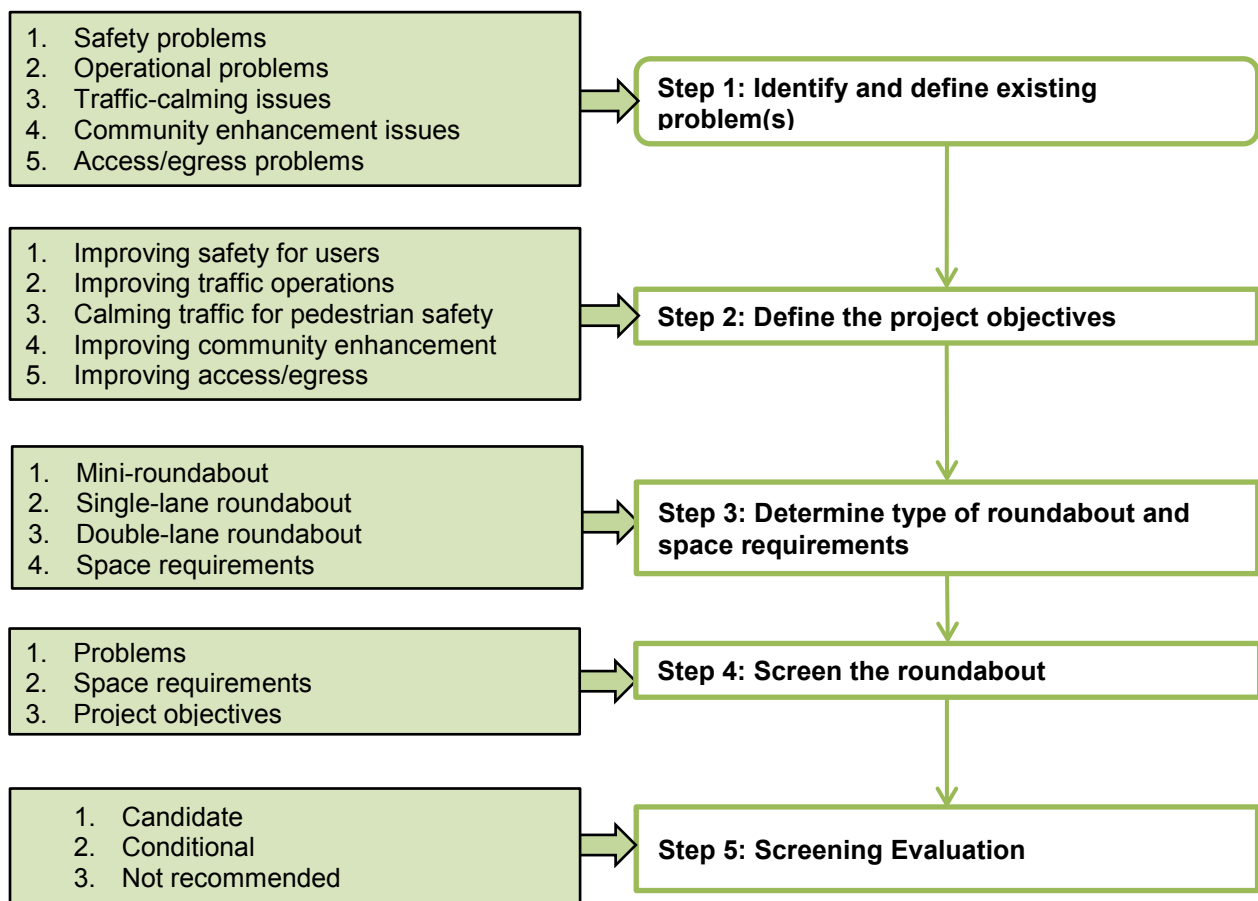 1. Safety problems
2. Operational problems
3. Traffic-calming issues
4. Community enhancement issues
5. Access/egress problems
Step 1: Identify and define existing
problem(s)
1. Improving safety for users
2. Improving traffic operations
3. Calming traffic for pedestrian safety
4. Improving community enhancement
5. Improving access/egress
Step 2: Define the project objectives
1. Mini-roundabout
2. Single-lane roundabout
3. Double-lane roundabout
4. Space requirements
Step 3: Determine type of roundabout and
space requirements
1. Problems
2. Space requirements
3. Project objectives
Step 4: Screen the roundabout
1. Candidate
2. Conditional
3. Not recommended
Step 5: Screening Evaluation